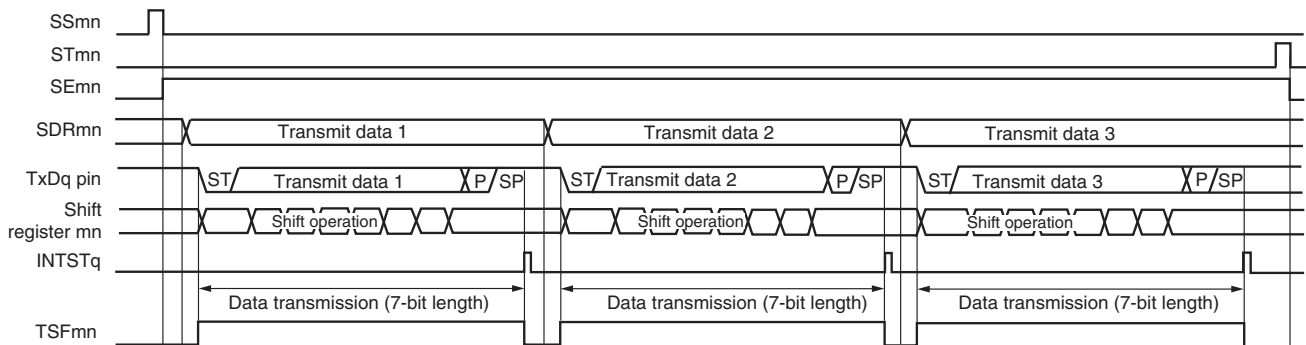 SSmn
STmn
SEmn
SDRmn Transmit data 1 Transmit data 2 Transmit data 3
TxDq pin ST Transmit data 1 P SP ST Transmit data 2 P SP ST Transmit data 3 P SP
Shift
register mn Shift operation Shift operation Shift operation
INTSTq
Data transmission (7-bit length) Data transmission (7-bit length) Data transmission (7-bit length)
TSFmn